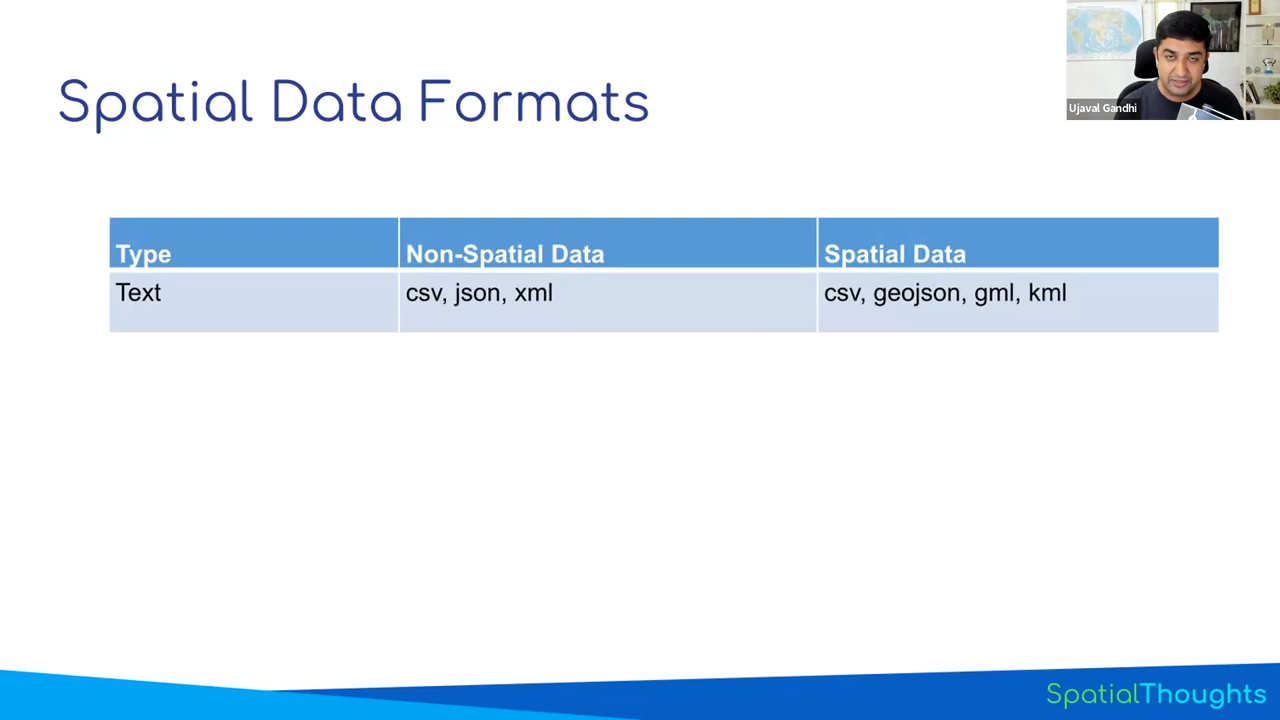 Ujaval Gandhi
Spatial Data Formats
Type Non-Spatial Data Spatial Data
Text csv, json, xml csv, geojson, gml, kml
SpatialThoughts